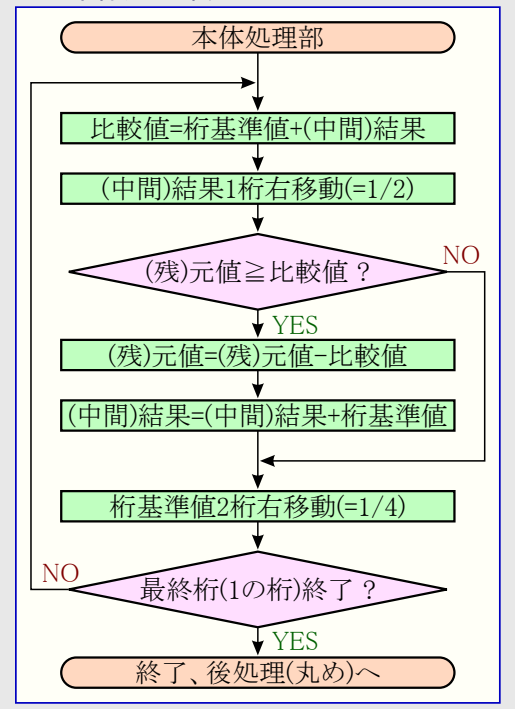 本体処理部
比較値=桁基準値+(中間)結果
(中間)結果1桁右移動(=1/2)
(残)元値≧比較値 ?
NO
YES
(残)元値=(残)元値-比較値
(中間)結果=(中間)結果+桁基準値
桁基準値2桁右移動(=1/4)
NO
最終桁(1の桁)終了 ?
YES
終了、後処理(丸め)へ